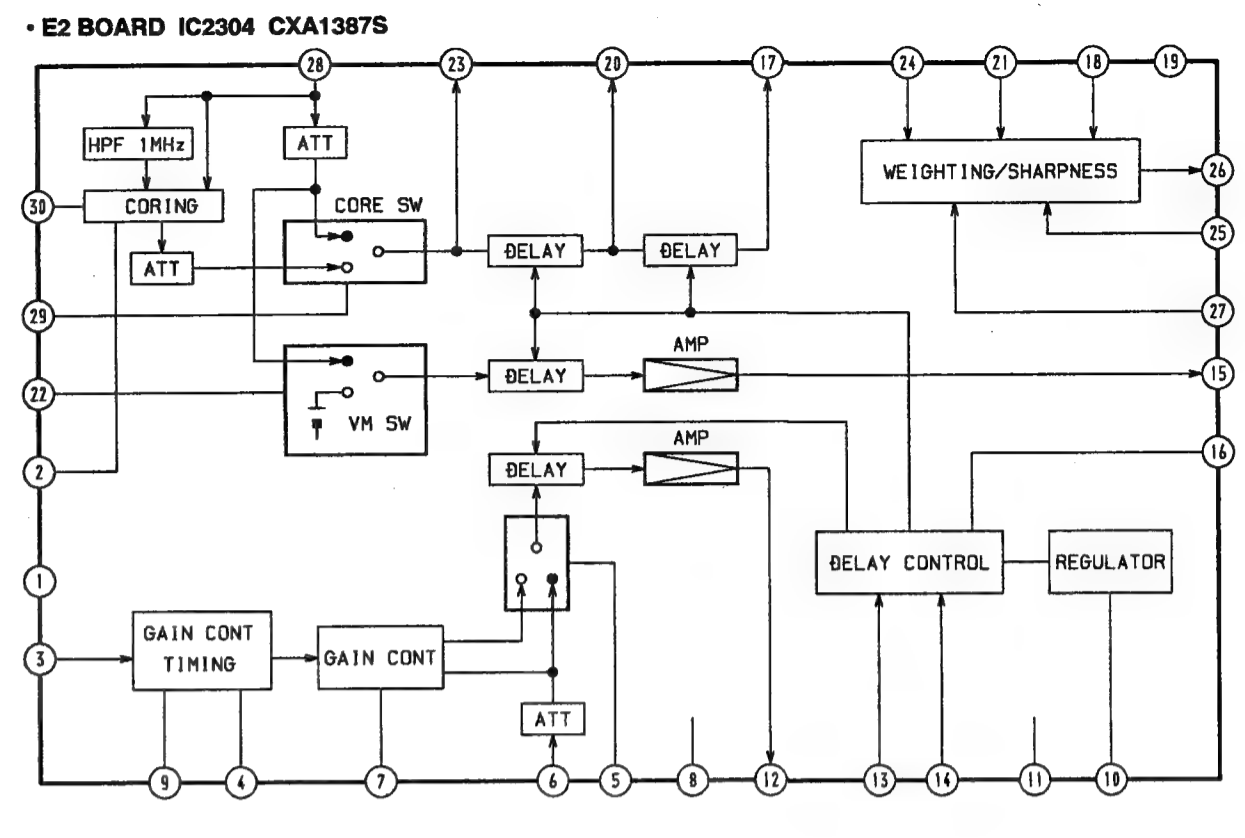 • E2 BOARD IC2304 CXA1387S
28 23 20 17 24 21 18 19
HPF 1MHz
ATT
WEIGHTING/SHARPNESS
26
30
CORING
CORE SW
25
DELAY
DELAY
ATT
29
27
AMP
22
DELAY
15
VM SW
AMP
2
DELAY
16
1
DELAY CONTROL
REGULATOR
3
GAIN CONT
TIMING
GAIN CONT
ATT
9 4 7 6 5 8 12 13 14 11 10